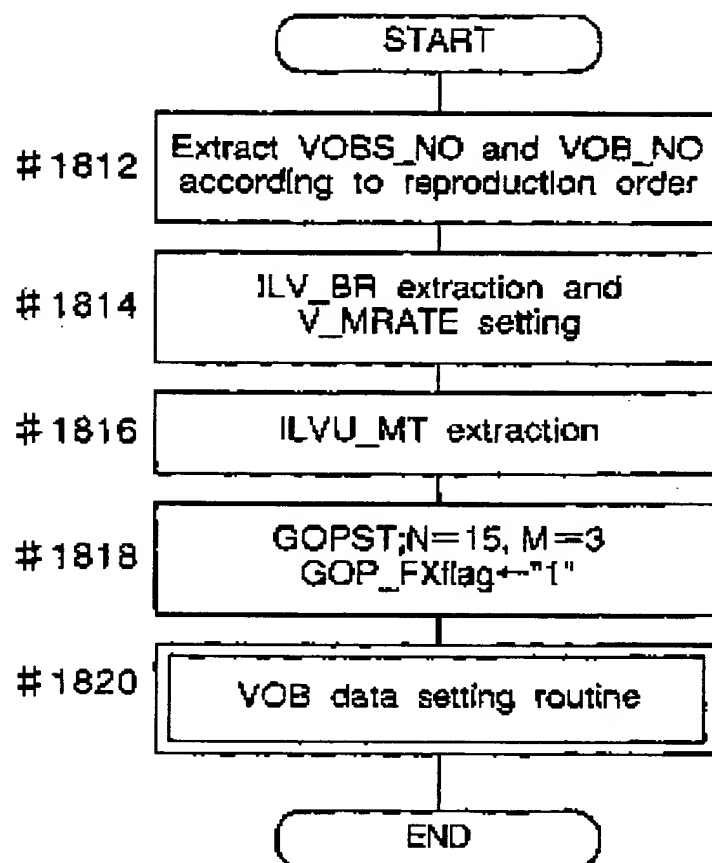 START
#1812
Extract VOBS_NO and VOB_NO
according to reproduction order
#1814
ILV_BR extraction and
V_MRATE setting
#1816
ILVU_MT extraction
#1818
GOPST;N=15, M=3
GOP_FXflag←"1"
#1820
VOB data setting routine
END